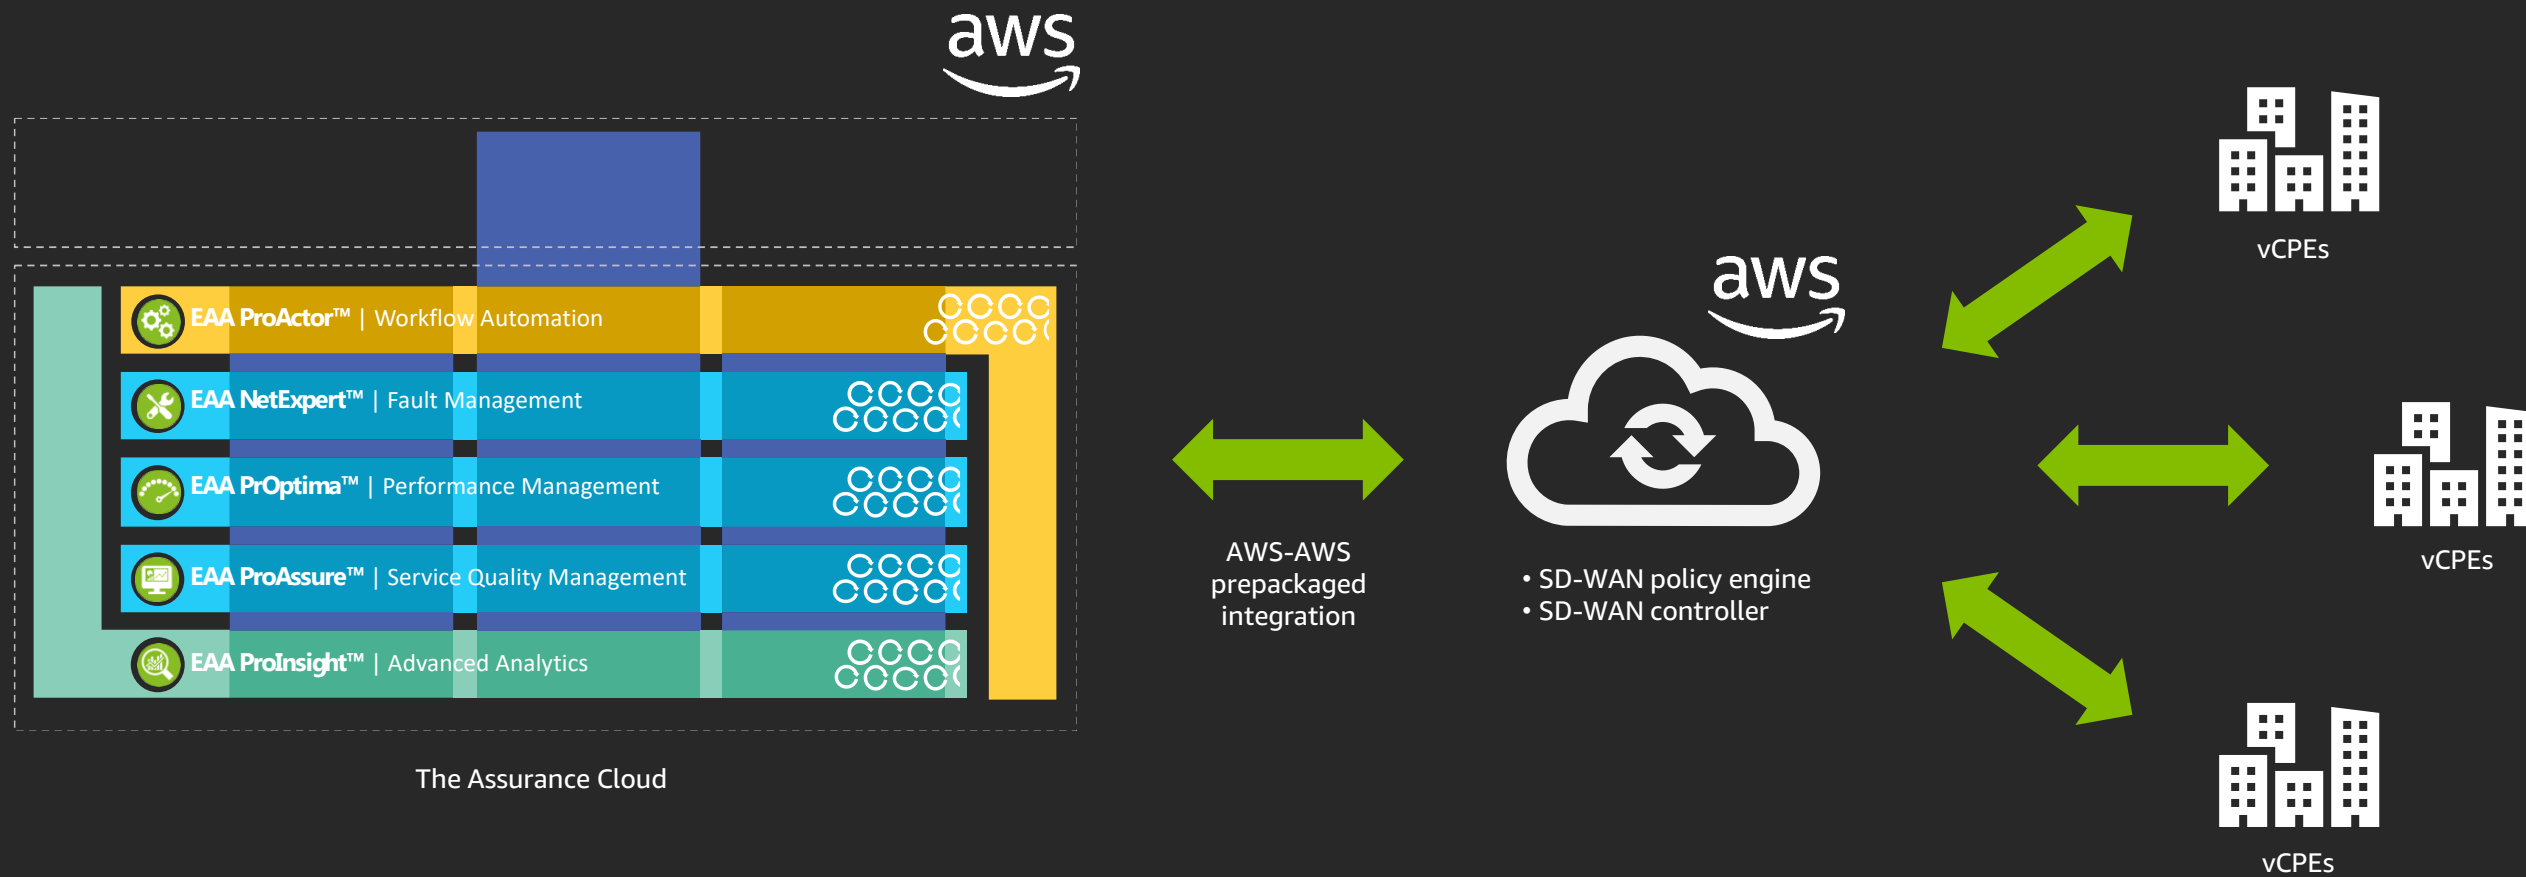 aws
EAA ProActor™ | Workflow Automation
EAA NetExpert™ | Fault Management
EAA PrOptima™ | Performance Management
EAA ProAssure™ | Service Quality Management
EAA ProInsight™ | Advanced Analytics
The Assurance Cloud
AWS-AWS
prepackaged
integration
aws
• SD-WAN policy engine
• SD-WAN controller
vCPEs
vCPEs
vCPEs